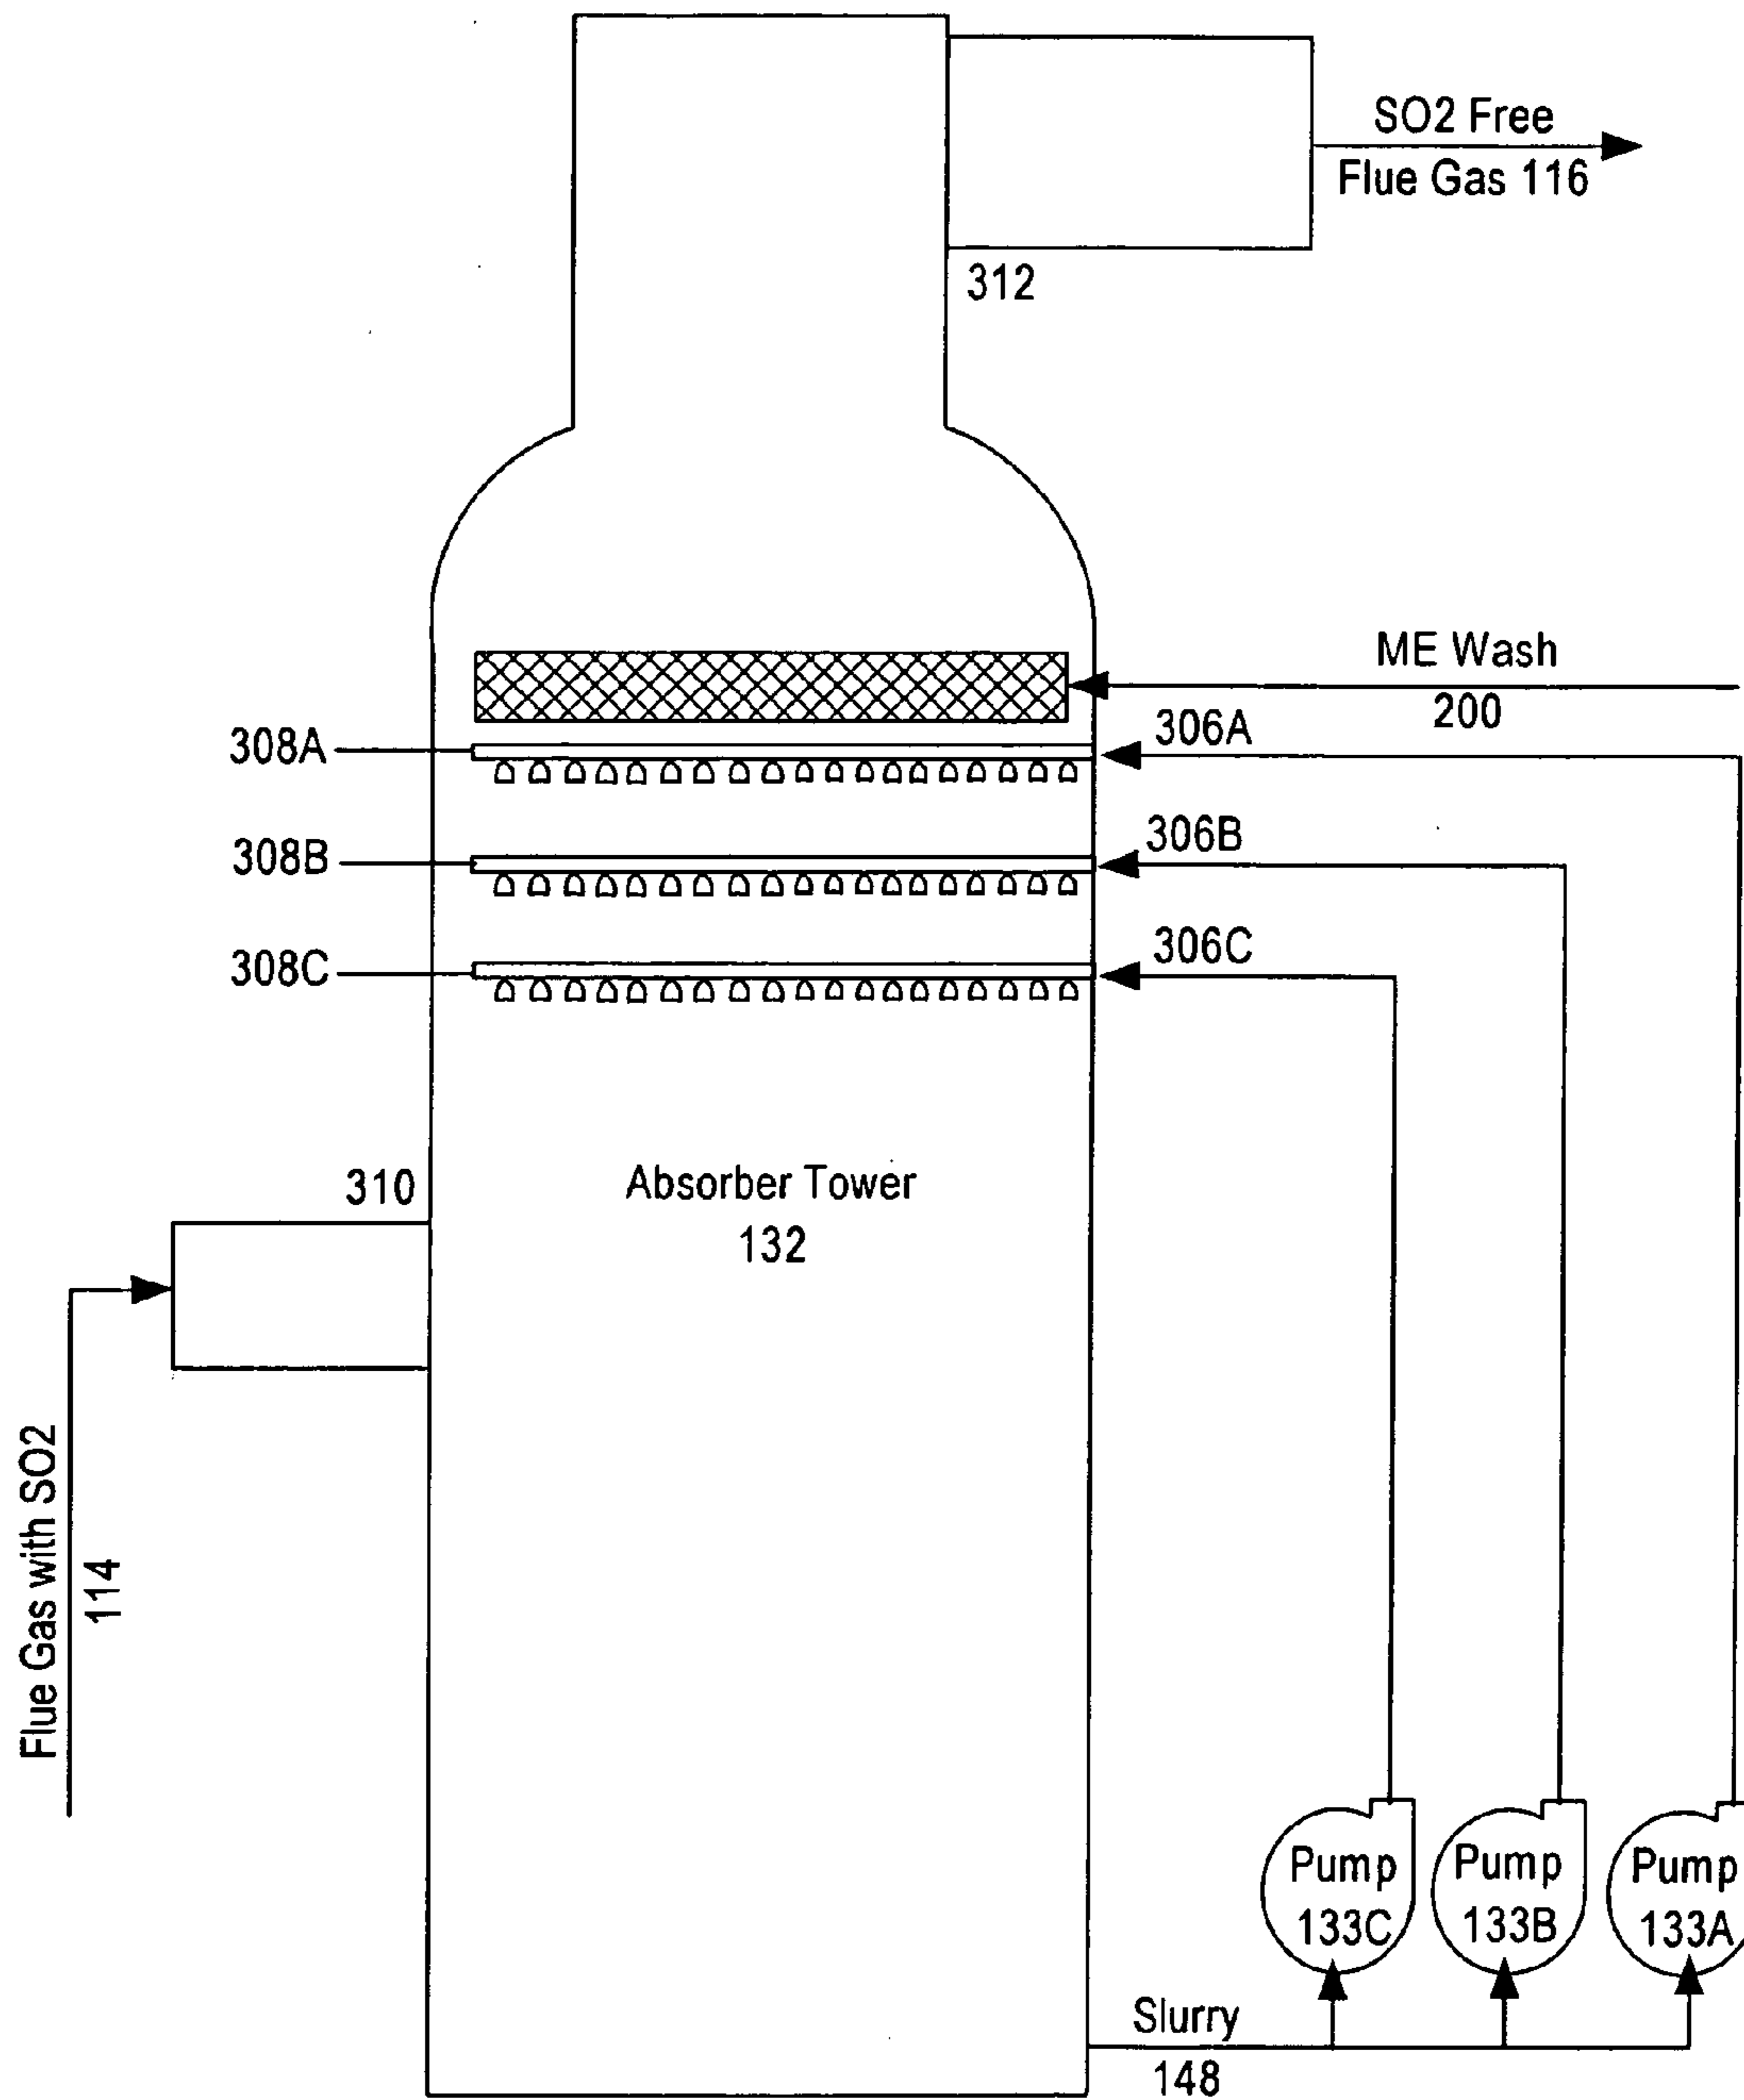 SO2 Free
Flue Gas 116
312
ME Wash
200
308A
306A
308B
306B
308C
306C
310
Absorber Tower
132
Flue Gas with SO2
114
Pump
133C
Pump
133B
Pump
133A
Slurry
148